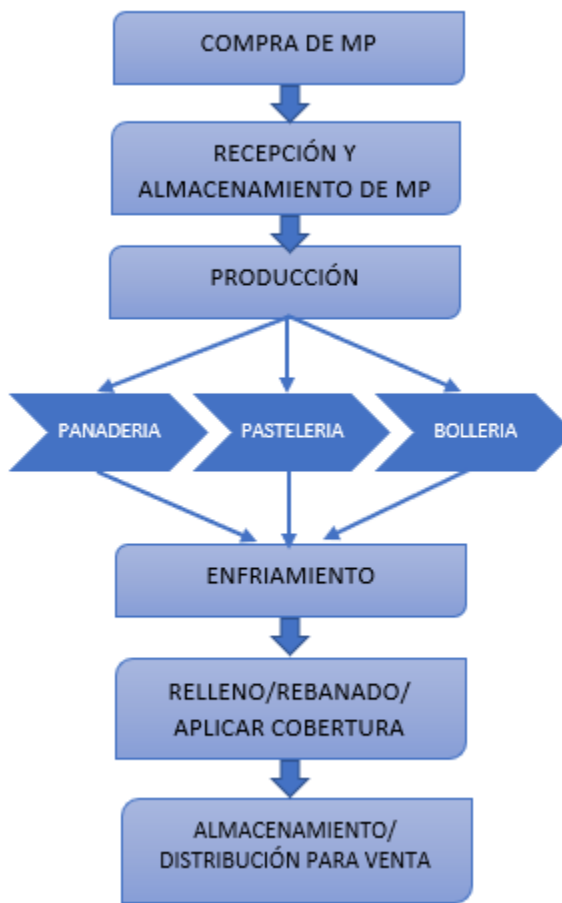 COMPRA DE MP
RECEPCIÓN Y
ALMACENAMIENTO DE MP
PRODUCCIÓN
PANADERIA
PASTELERIA
BOLLERIA
ENFRIAMIENTO
RELLENO/REBANADO/
APLICAR COBERTURA
ALMACENAMIENTO/
DISTRIBUCIÓN PARA VENTA